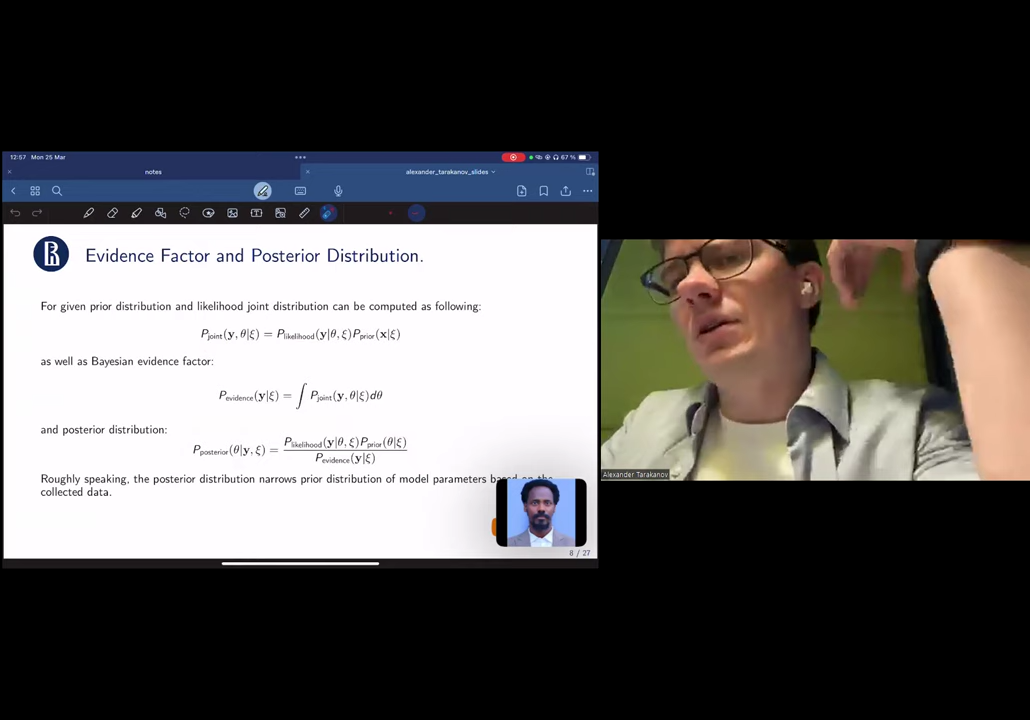 12:57 Mon 25 Mar
67 %
notes
alexander_tarakanov_slides
Evidence Factor and Posterior Distribution.
For given prior distribution and likelihood joint distribution can be computed as following:
P_joint(y, θ|ξ) = P_likelihood(y|θ, ξ)P_prior(x|ξ)
as well as Bayesian evidence factor:
P_evidence(y|ξ) = ∫ P_joint(y, θ|ξ)dθ
and posterior distribution:
P_posterior(θ|y, ξ) = P_likelihood(y|θ, ξ)P_prior(θ|ξ) / P_evidence(y|ξ)
Roughly speaking, the posterior distribution narrows prior distribution of model parameters based on the
collected data.
8 / 27
Alexander Tarakanov